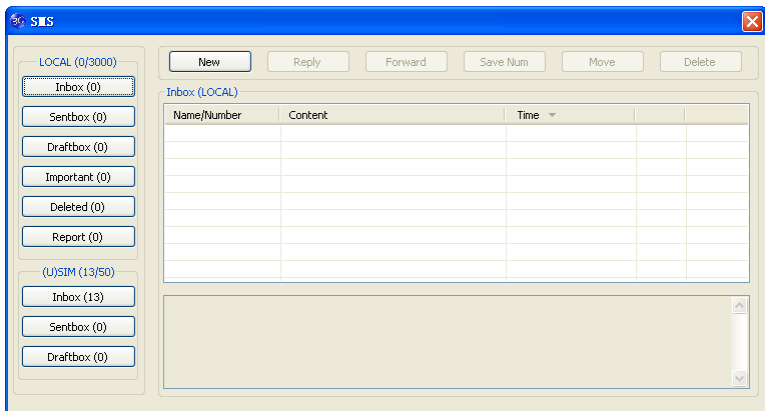 3G SMS
LOCAL (0/3000)
Inbox (0)
Sentbox (0)
Draftbox (0)
Important (0)
Deleted (0)
Report (0)
(U)SIM (13/50)
Inbox (13)
Sentbox (0)
Draftbox (0)
New Reply Forward Save Num Move Delete
Inbox (LOCAL)
Name/Number Content Time